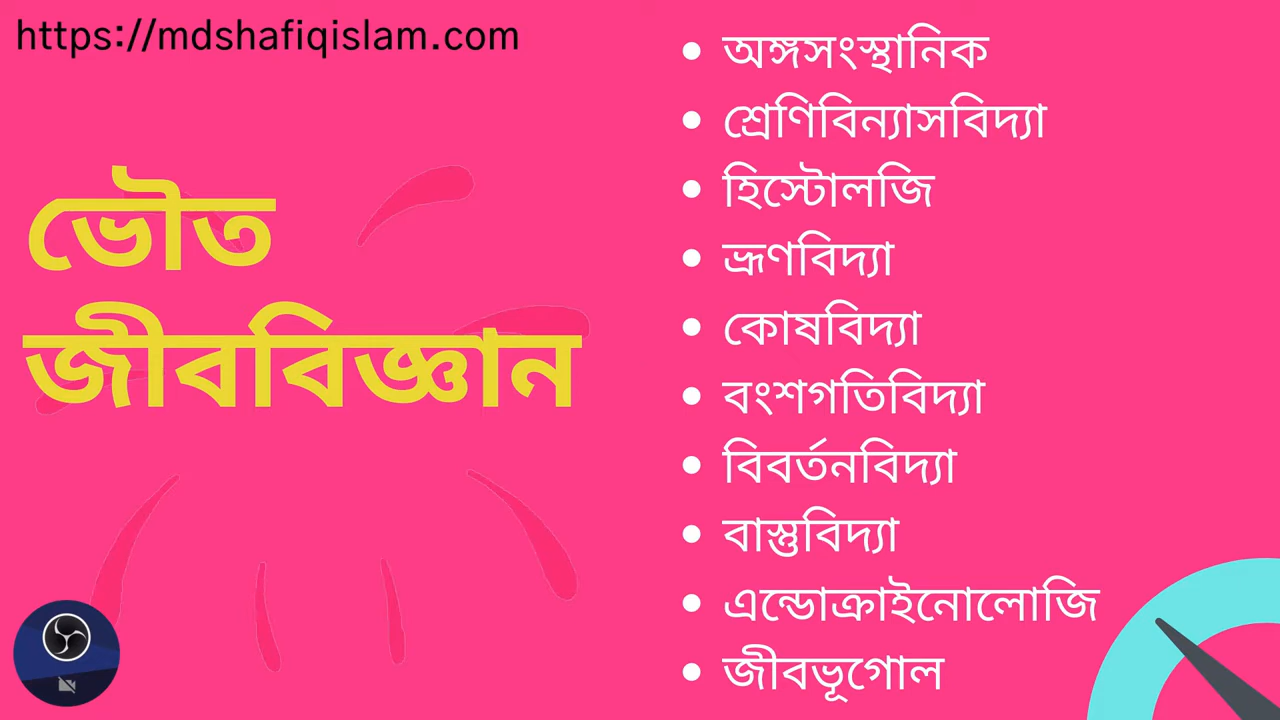 https://mdshafiqislam.com
ভৌত
জীববিজ্ঞান
অঙ্গসংস্থানিক
শ্রেণিবিন্যাসবিদ্যা
হিস্টোলজি
ভ্রূণবিদ্যা
কোষবিদ্যা
বংশগতিবিদ্যা
বিবর্তনবিদ্যা
বাস্তুবিদ্যা
এন্ডোক্রাইনোলোজি
জীবভূগোল